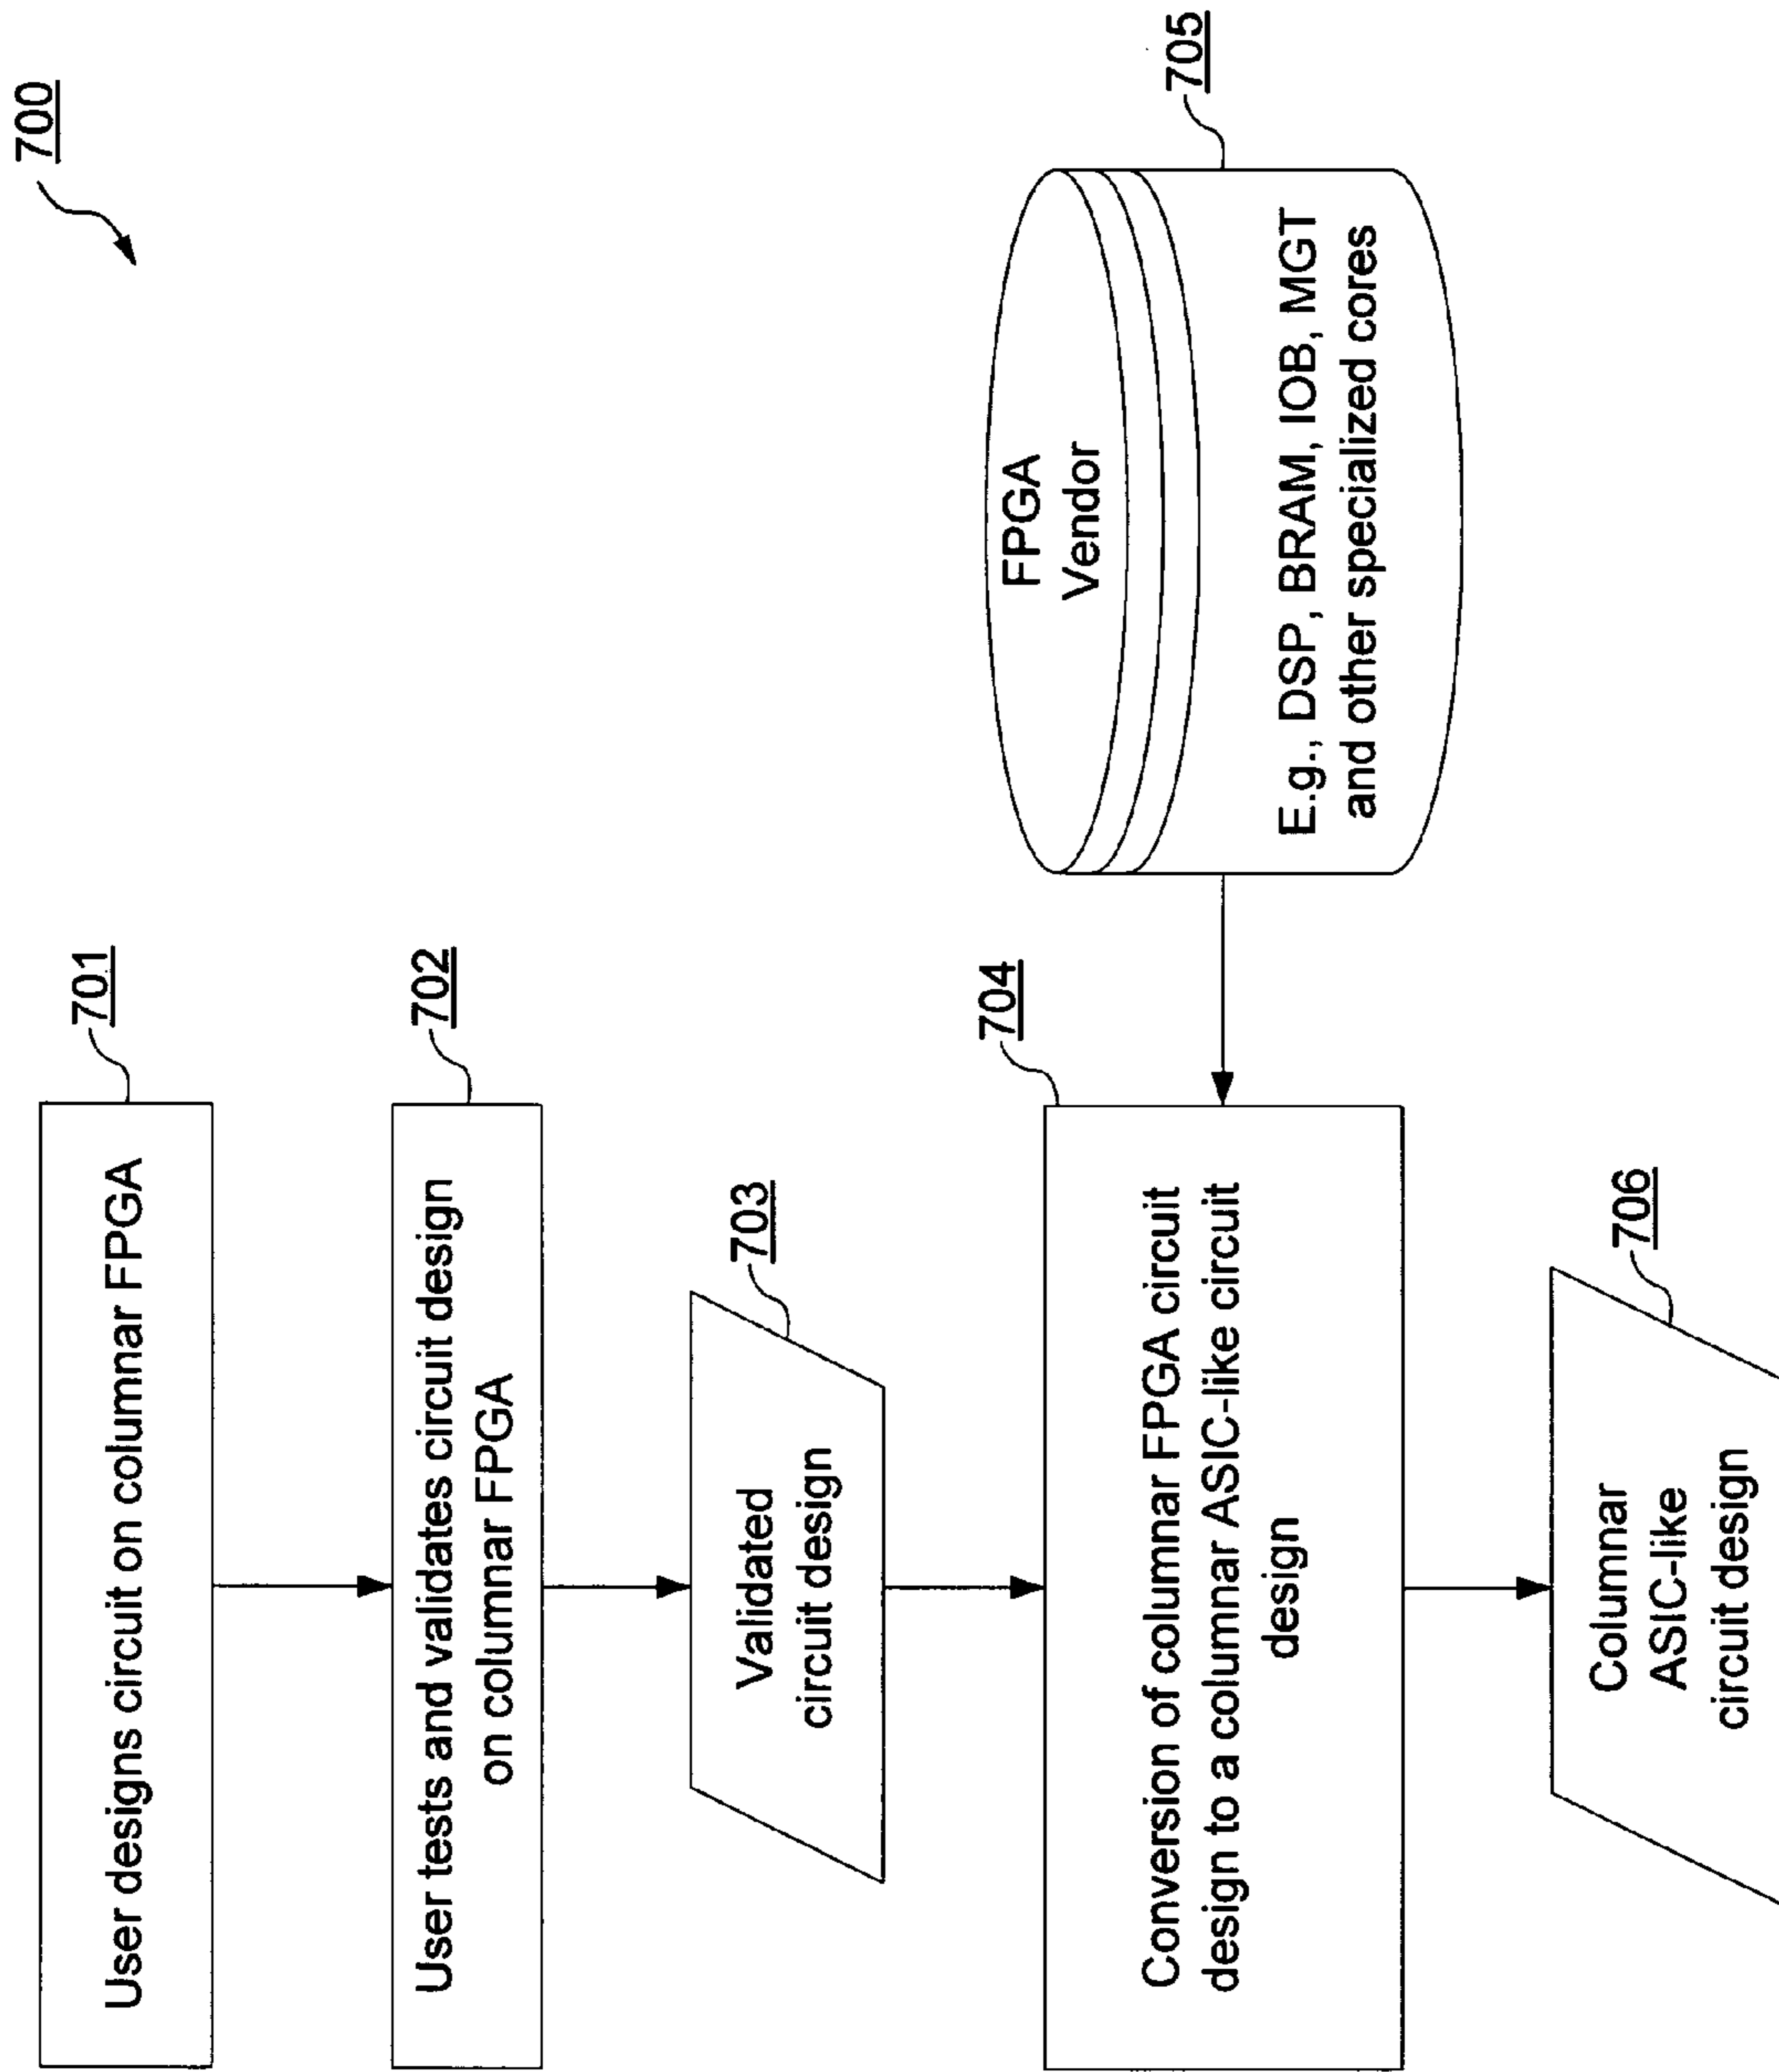 700
701
User designs circuit on columnar FPGA
702
User tests and validates circuit design
on columnar FPGA
703
Validated
circuit design
704
Conversion of columnar FPGA circuit
design to a columnar ASIC-like circuit
design
705
FPGA
Vendor
E.g., DSP, BRAM, IOB, MGT
and other specialized cores
706
Columnar
ASIC-like
circuit design